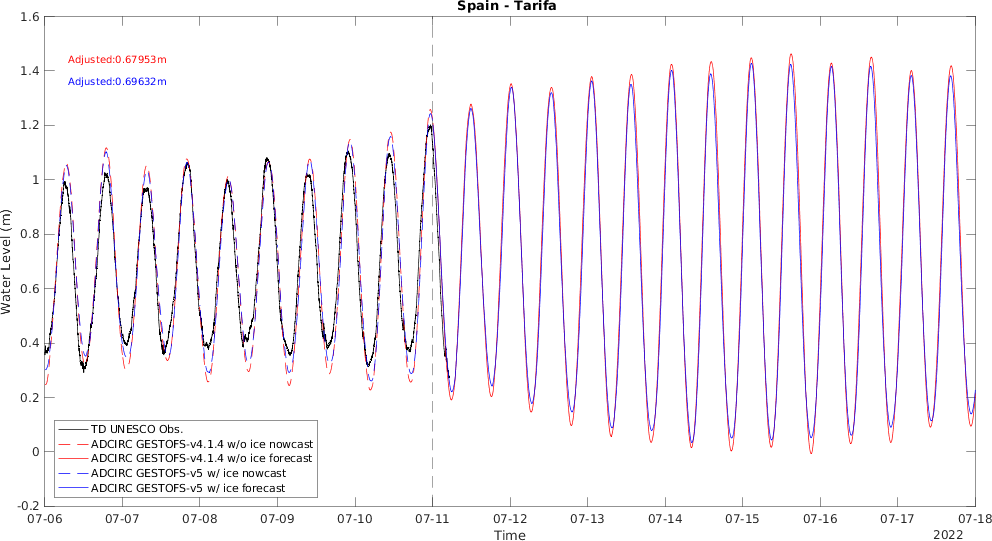 Spain - Tarifa
Adjusted:0.67953m
Adjusted:0.69632m
Water Level (m)
1.6
1.4
1.2
1
0.8
0.6
0.4
0.2
0
-0.2
TD UNESCO Obs.
ADCIRC GESTOFS-v4.1.4 w/o ice nowcast
ADCIRC GESTOFS-v4.1.4 w/o ice forecast
ADCIRC GESTOFS-v5 w/ ice nowcast
ADCIRC GESTOFS-v5 w/ ice forecast
07-06 07-07 07-08 07-09 07-10 07-11 07-12 07-13 07-14 07-15 07-16 07-17 07-18
Time
2022